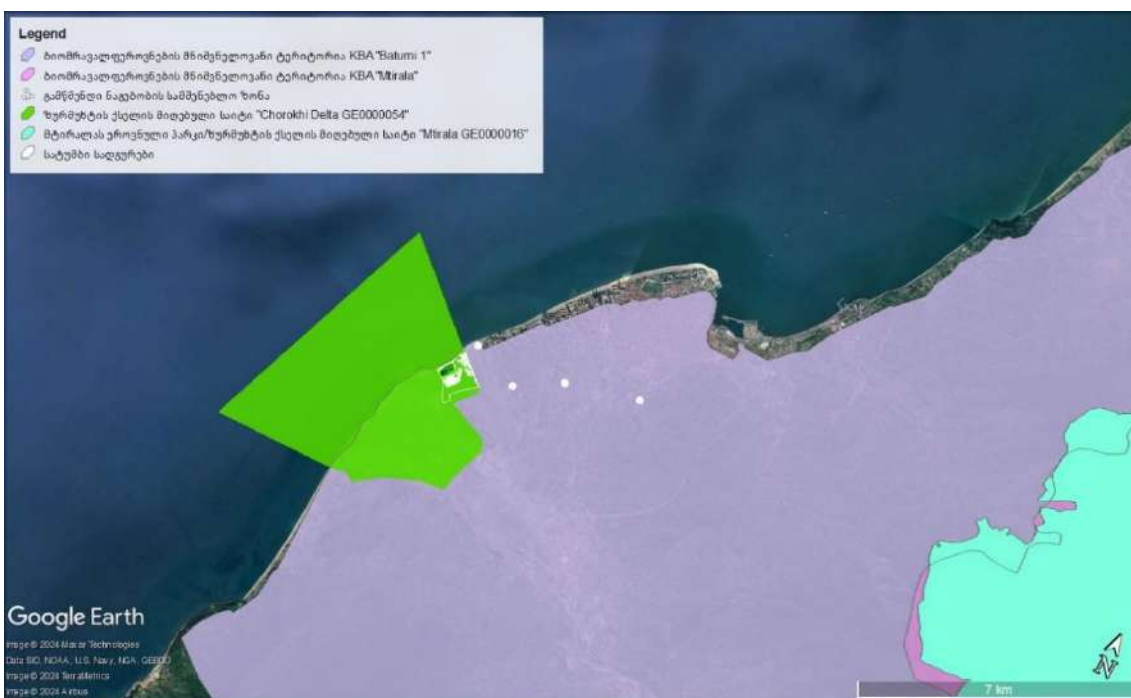 Legend
ბიომრავალფეროვნების მნიშვნელოვანი ტერიტორია KBA"Batumi 1"
ბიომრავალფეროვნების მნიშვნელოვანი ტერიტორია KBA"Mtirala"
გამწმენდი ნაგებობის სამშენებლო ზონა
ზურმუხტის ქსელის მიღებული საიტი "Chorokhi Delta GE0000054"
მტირალას ეროვნული პარკი/ზურმუხტის ქსელის მიღებული საიტი "Mtirala GE0000016"
სატუმბი სადგურები
Google Earth
Image © 2024 Maxar Technologies
Data SIO, NOAA, U.S. Navy, NGA, GEBCO
Image © 2024 TerraMetrics
Image © 2024 Airbus
N
7 km